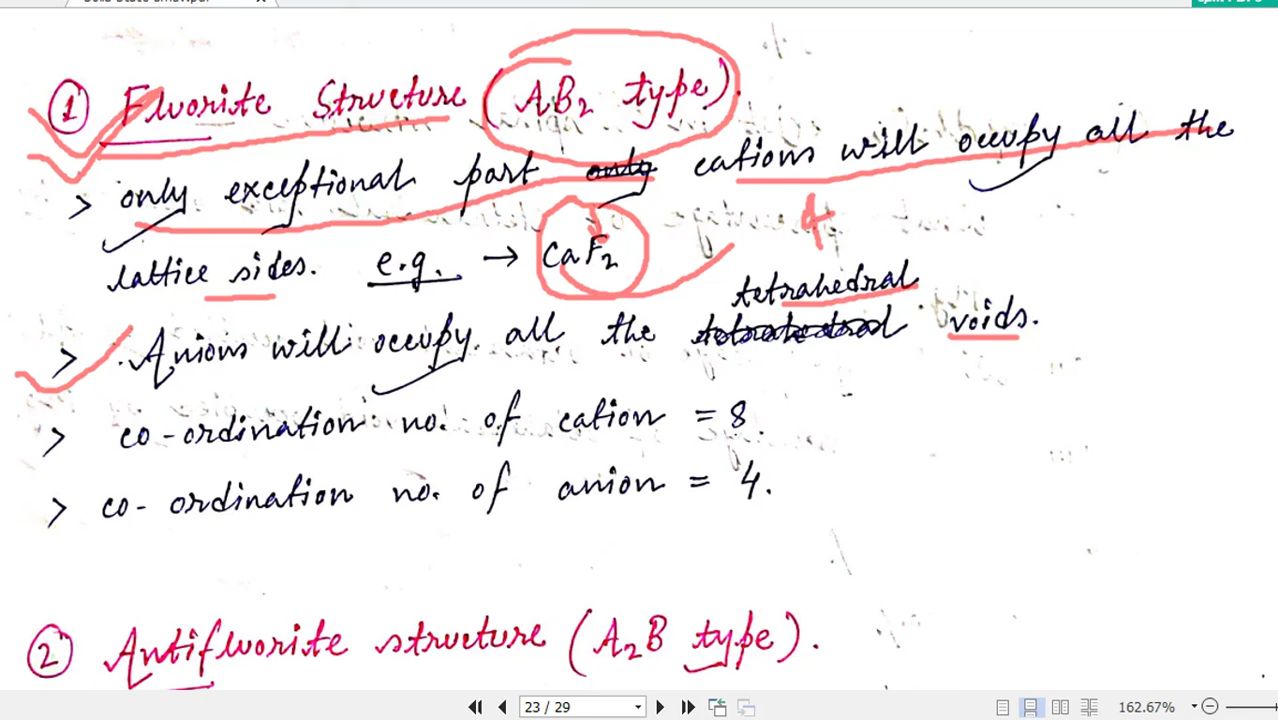 ① Fluorite Structure (AB₂ type).
> only exceptional part only cations will occupy all the
4
lattice sides. e.g. → CaF₂
tetrahedral
> Anions will occupy all the voids.
> co-ordination no. of cation = 8
> co-ordination no. of anion = 4.
② Antifluorite structure (A₂B type).
23 / 29
162.67%